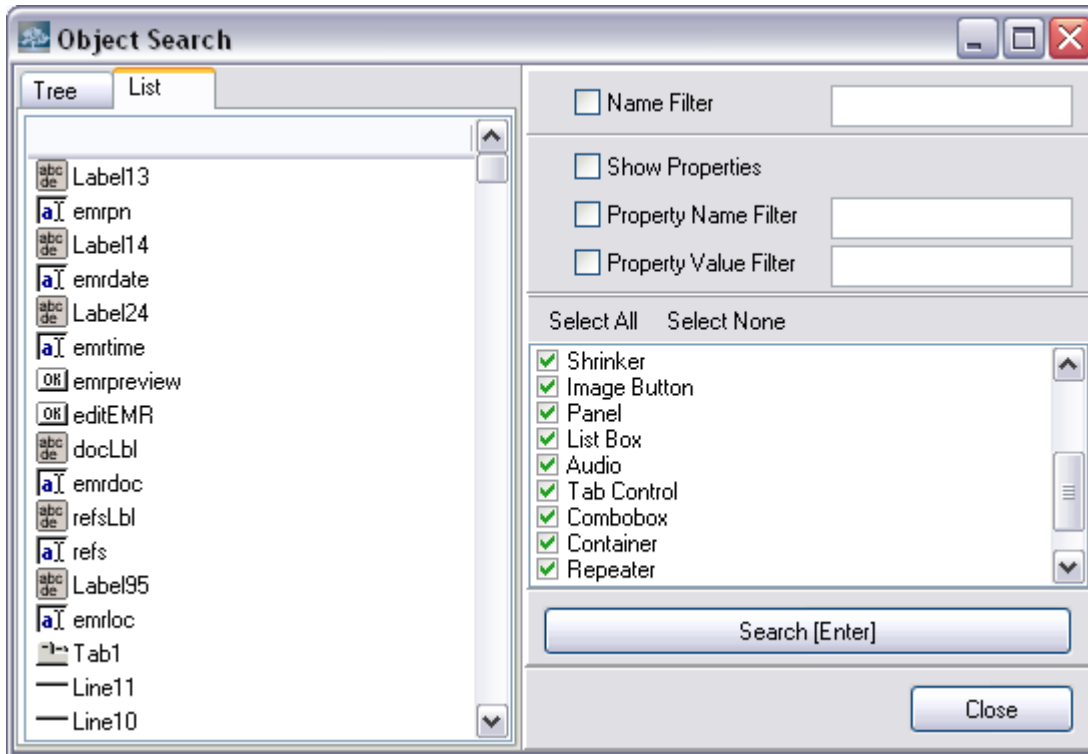 Object Search
Tree
List
Label13
emrpn
Label14
emrdate
Label24
emrtime
emrpreview
editEMR
docLbl
emrdoc
refsLbl
refs
Label95
emrloc
Tab1
Line11
Line10
Name Filter
Show Properties
Property Name Filter
Property Value Filter
Select All Select None
Shrinker
Image Button
Panel
List Box
Audio
Tab Control
Combobox
Container
Repeater
Search [Enter]
Close